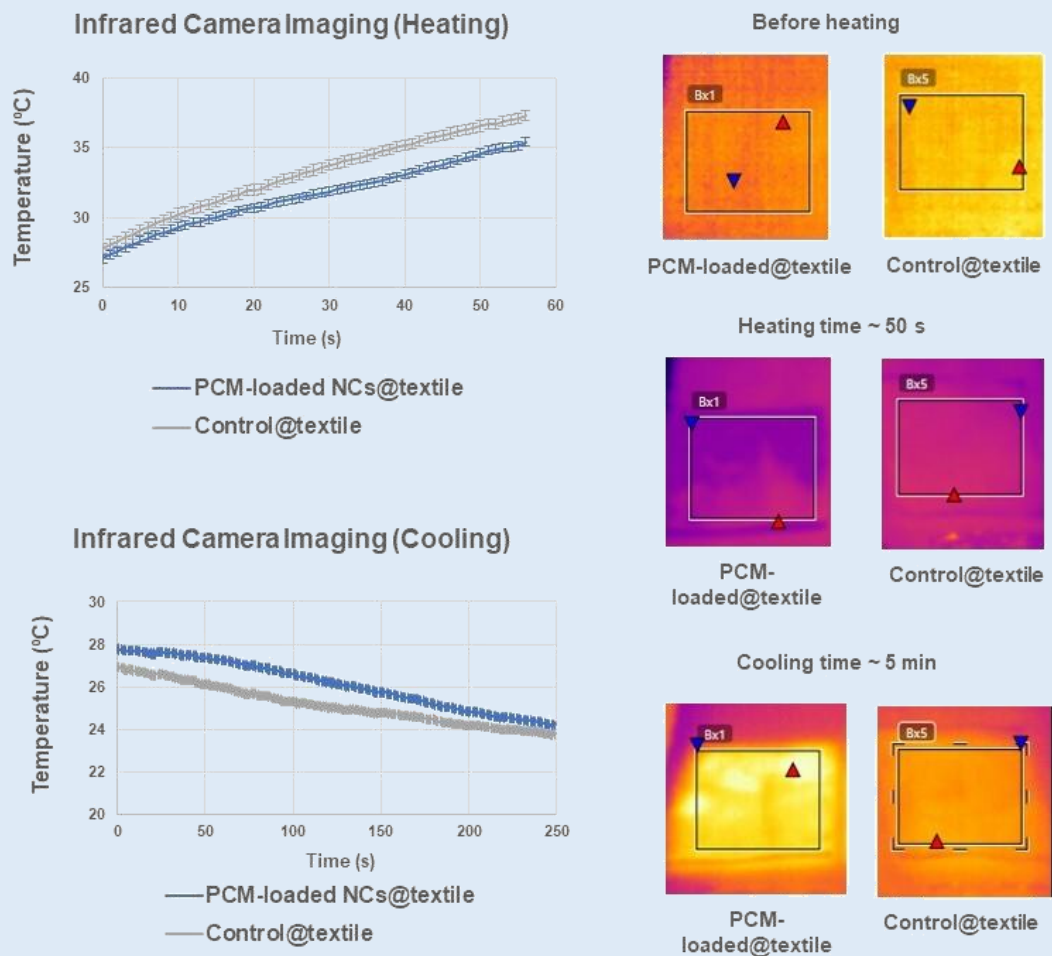 Infrared Camera Imaging (Heating)
Temperature (ºC)
40
35
30
25
0 10 20 30 40 50 60
Time (s)
PCM-loaded NCs@textile
Control@textile
Infrared Camera Imaging (Cooling)
Temperature (ºC)
30
28
26
24
22
20
0 50 100 150 200 250
Time (s)
PCM-loaded NCs@textile
Control@textile
Before heating
Bx1
Bx5
PCM-loaded@textile
Control@textile
Heating time ~ 50 s
Bx1
Bx5
PCM-
loaded@textile
Control@textile
Cooling time ~ 5 min
Bx1
Bx5
PCM-
loaded@textile
Control@textile